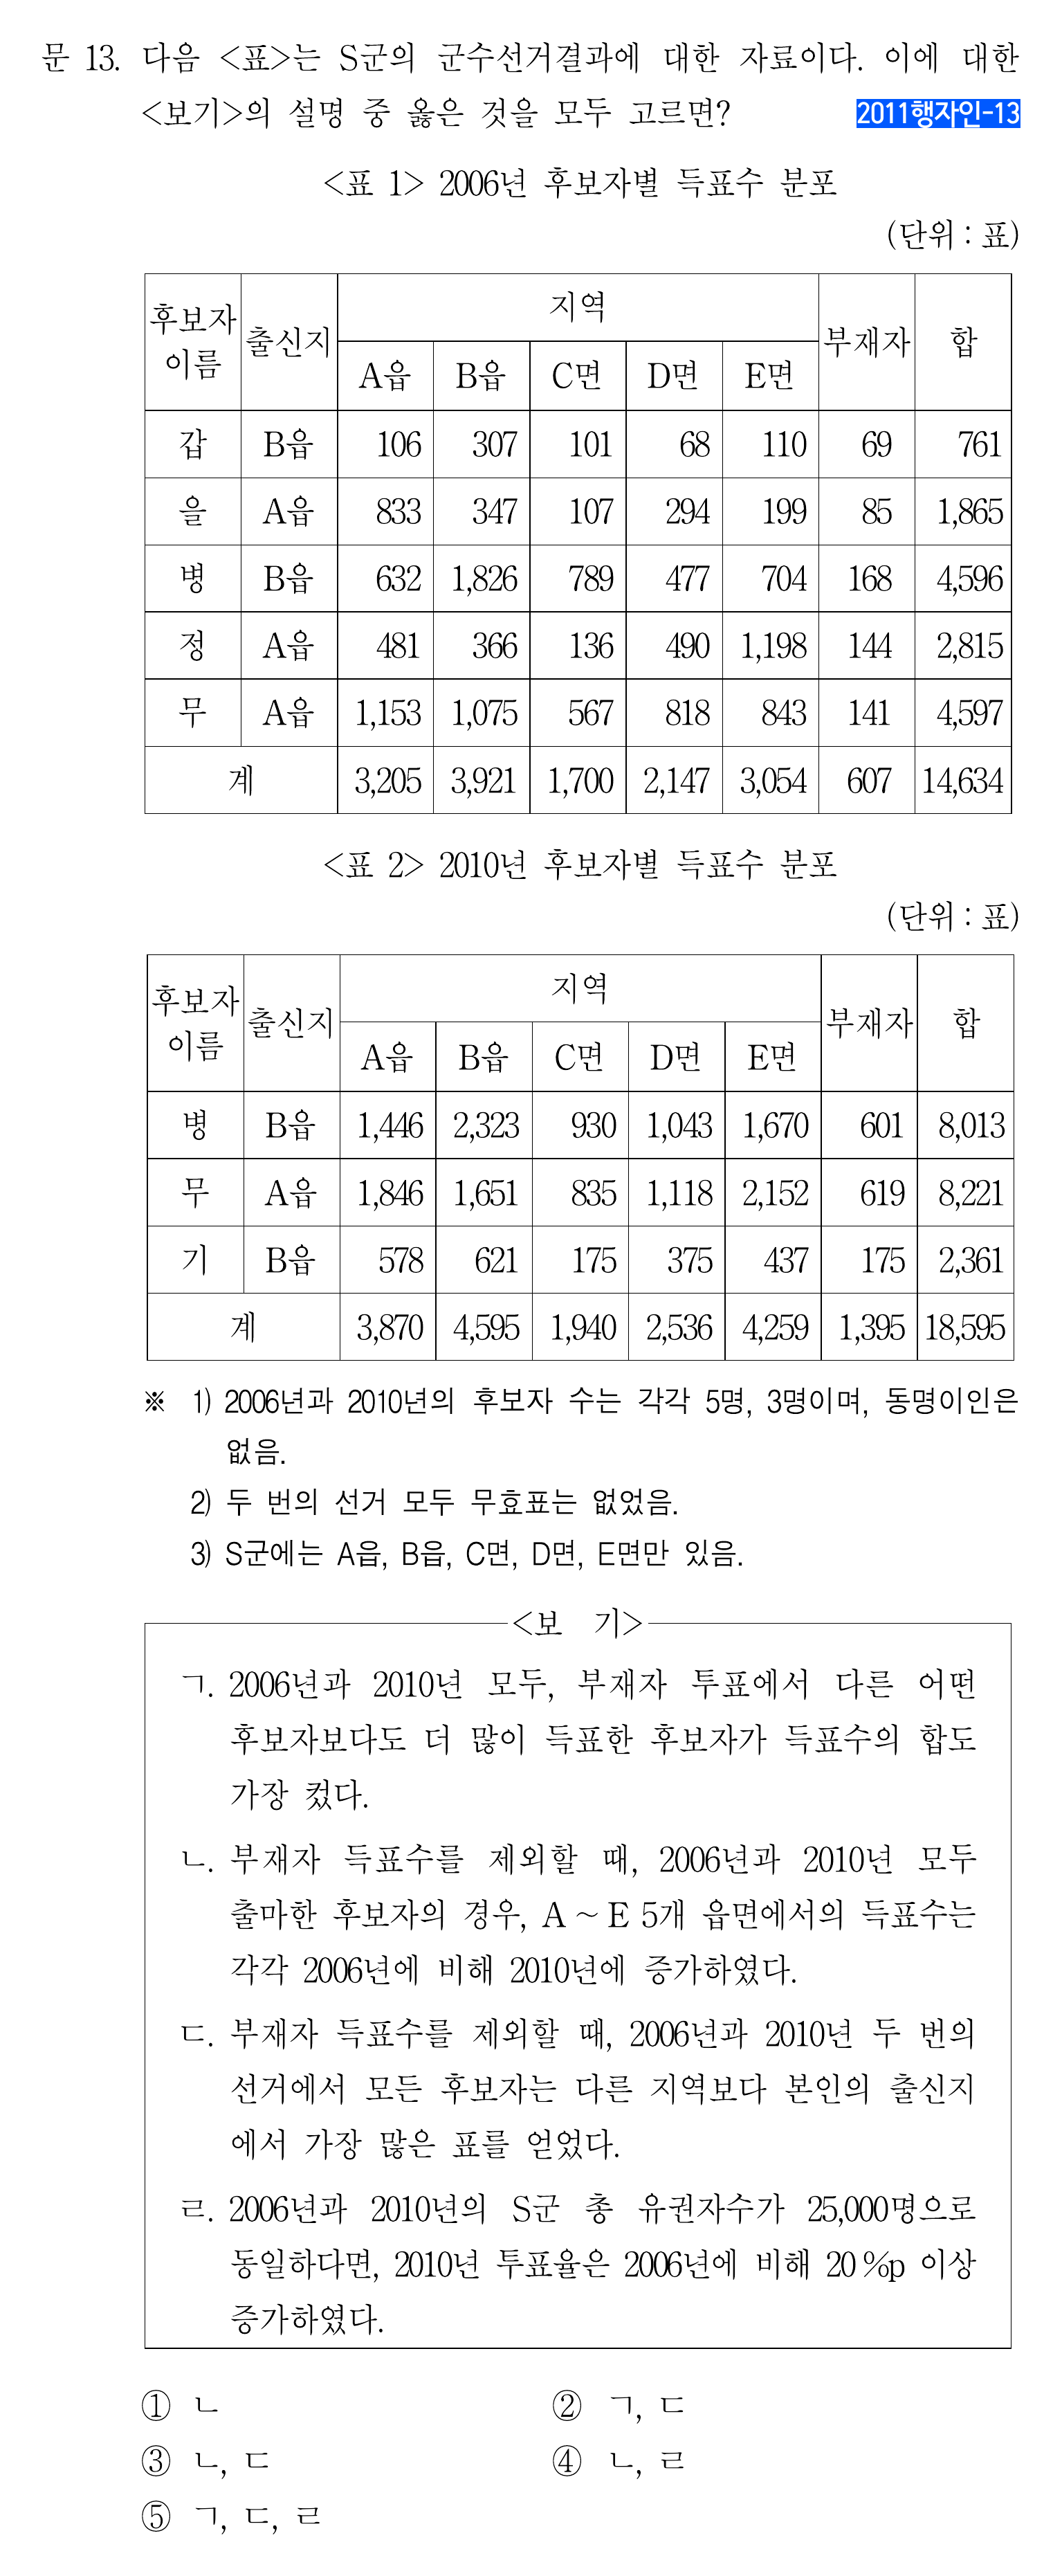 문 13. 다음 <표>는 S군의 군수선거결과에 대한 자료이다. 이에 대한
<보기>의 설명 중 옳은 것을 모두 고르면?
2011행자인-13
<표 1> 2006년 후보자별 득표수 분포
(단위 : 표)
후보자 이름 출신지 지역 부재자 합
A읍 B읍 C면 D면 E면
갑 B읍 106 307 101 68 110 69 761
을 A읍 833 347 107 294 199 85 1,865
병 B읍 632 1,826 789 477 704 168 4,596
정 A읍 481 366 136 490 1,198 144 2,815
무 A읍 1,153 1,075 567 818 843 141 4,597
계 3,205 3,921 1,700 2,147 3,054 607 14,634
<표 2> 2010년 후보자별 득표수 분포
(단위 : 표)
후보자 이름 출신지 지역 부재자 합
A읍 B읍 C면 D면 E면
병 B읍 1,446 2,323 930 1,043 1,670 601 8,013
무 A읍 1,846 1,651 835 1,118 2,152 619 8,221
기 B읍 578 621 175 375 437 175 2,361
계 3,870 4,595 1,940 2,536 4,259 1,395 18,595
※ 1) 2006년과 2010년의 후보자 수는 각각 5명, 3명이며, 동명이인은
없음.
2) 두 번의 선거 모두 무효표는 없었음.
3) S군에는 A읍, B읍, C면, D면, E면만 있음.
<보 기>
ㄱ. 2006년과 2010년 모두, 부재자 투표에서 다른 어떤
후보자보다도 더 많이 득표한 후보자가 득표수의 합도
가장 컸다.
ㄴ. 부재자 득표수를 제외할 때, 2006년과 2010년 모두
출마한 후보자의 경우, A ~ E 5개 읍면에서의 득표수는
각각 2006년에 비해 2010년에 증가하였다.
ㄷ. 부재자 득표수를 제외할 때, 2006년과 2010년 두 번의
선거에서 모든 후보자는 다른 지역보다 본인의 출신지
에서 가장 많은 표를 얻었다.
ㄹ. 2006년과 2010년의 S군 총 유권자수가 25,000명으로
동일하다면, 2010년 투표율은 2006년에 비해 20 %p 이상
증가하였다.
① ㄴ ② ㄱ, ㄷ
③ ㄴ, ㄷ ④ ㄴ, ㄹ
⑤ ㄱ, ㄷ, ㄹ